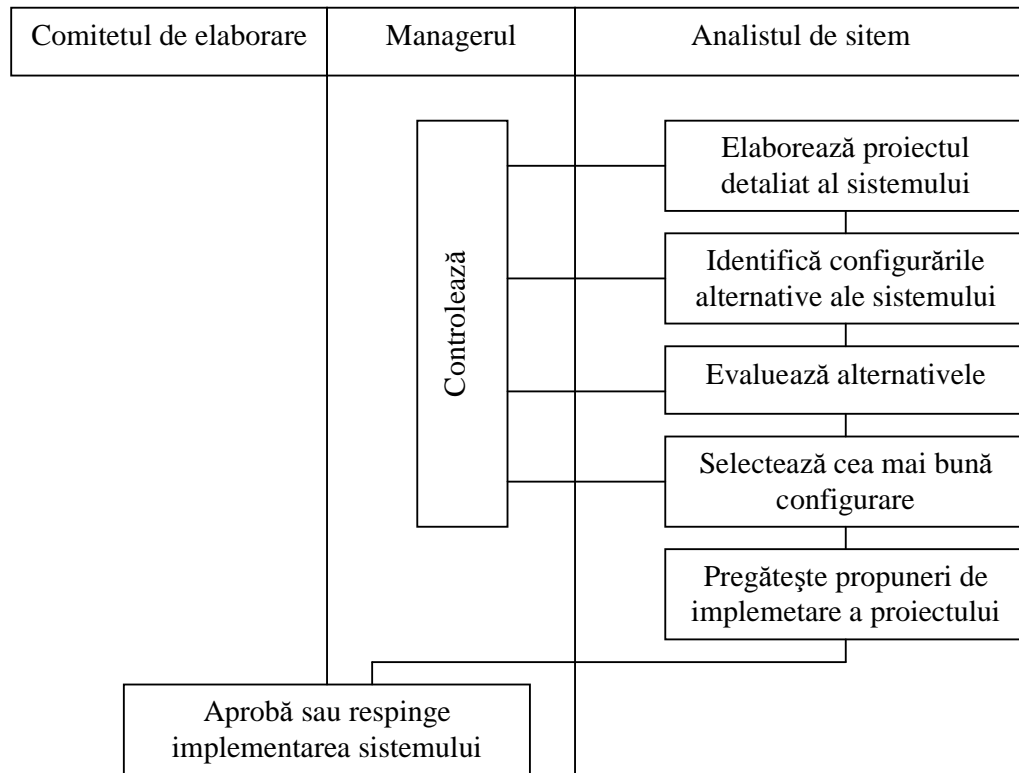 Comitetul de elaborare
Managerul
Analistul de sitem
Controlează
Elaborează proiectul
detaliat al sistemului
Identifică configurările
alternative ale sistemului
Evaluează alternativele
Selectează cea mai bună
configurare
Pregăteşte propuneri de
implemetare a proiectului
Aprobă sau respinge
implementarea sistemului